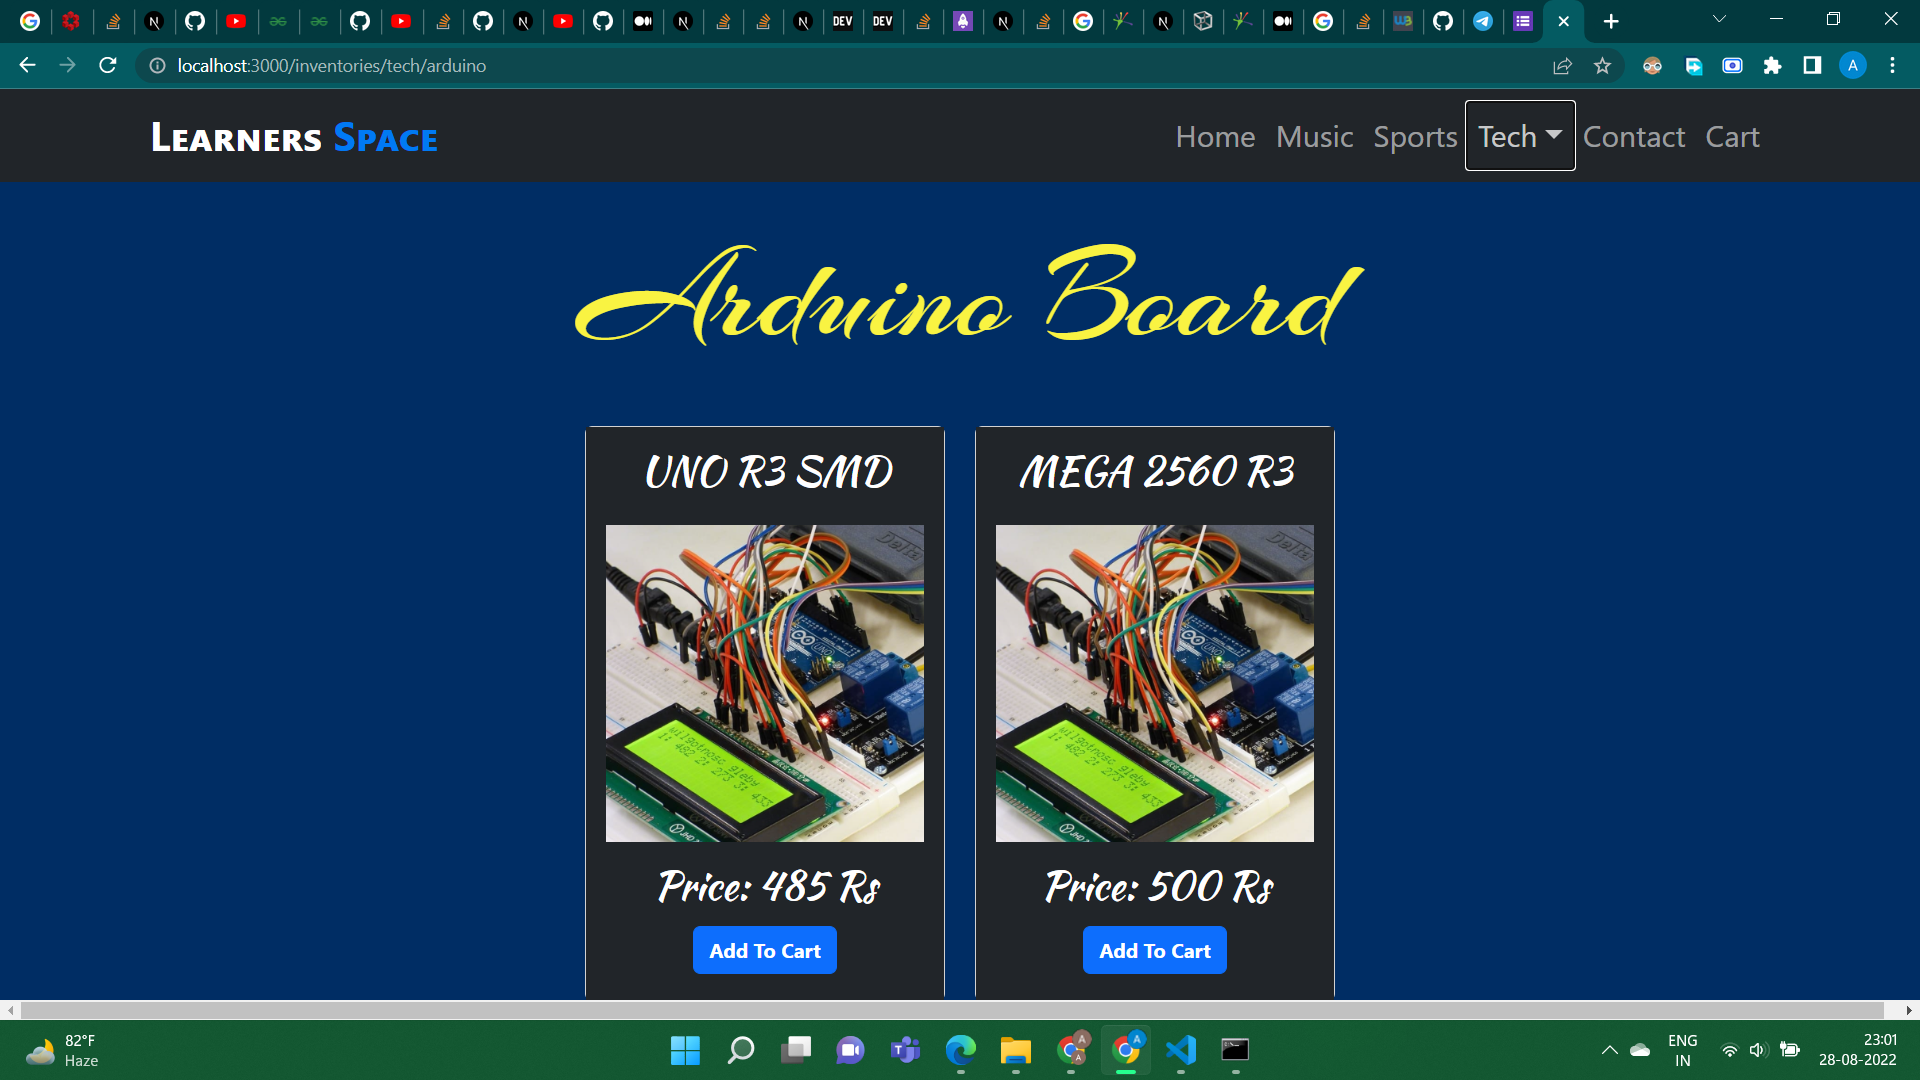 localhost:3000/inventories/tech/arduino
A
Learners Space
Home Music Sports Tech Contact Cart
Arduino Board
UNO R3 SMD
MEGA 2560 R3
Price: 485 Rs
Price: 500 Rs
Add To Cart
Add To Cart
82°F
Haze
ENG
IN
23:01
28-08-2022